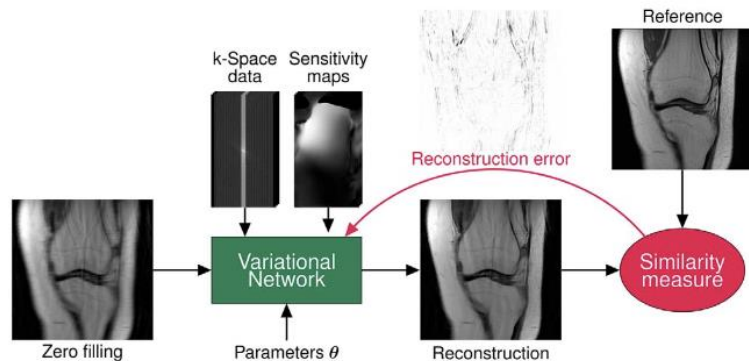 Reference
k-Space
data
Sensitivity
maps
Reconstruction error
Variational
Network
Similarity
measure
Zero filling
Parameters θ
Reconstruction